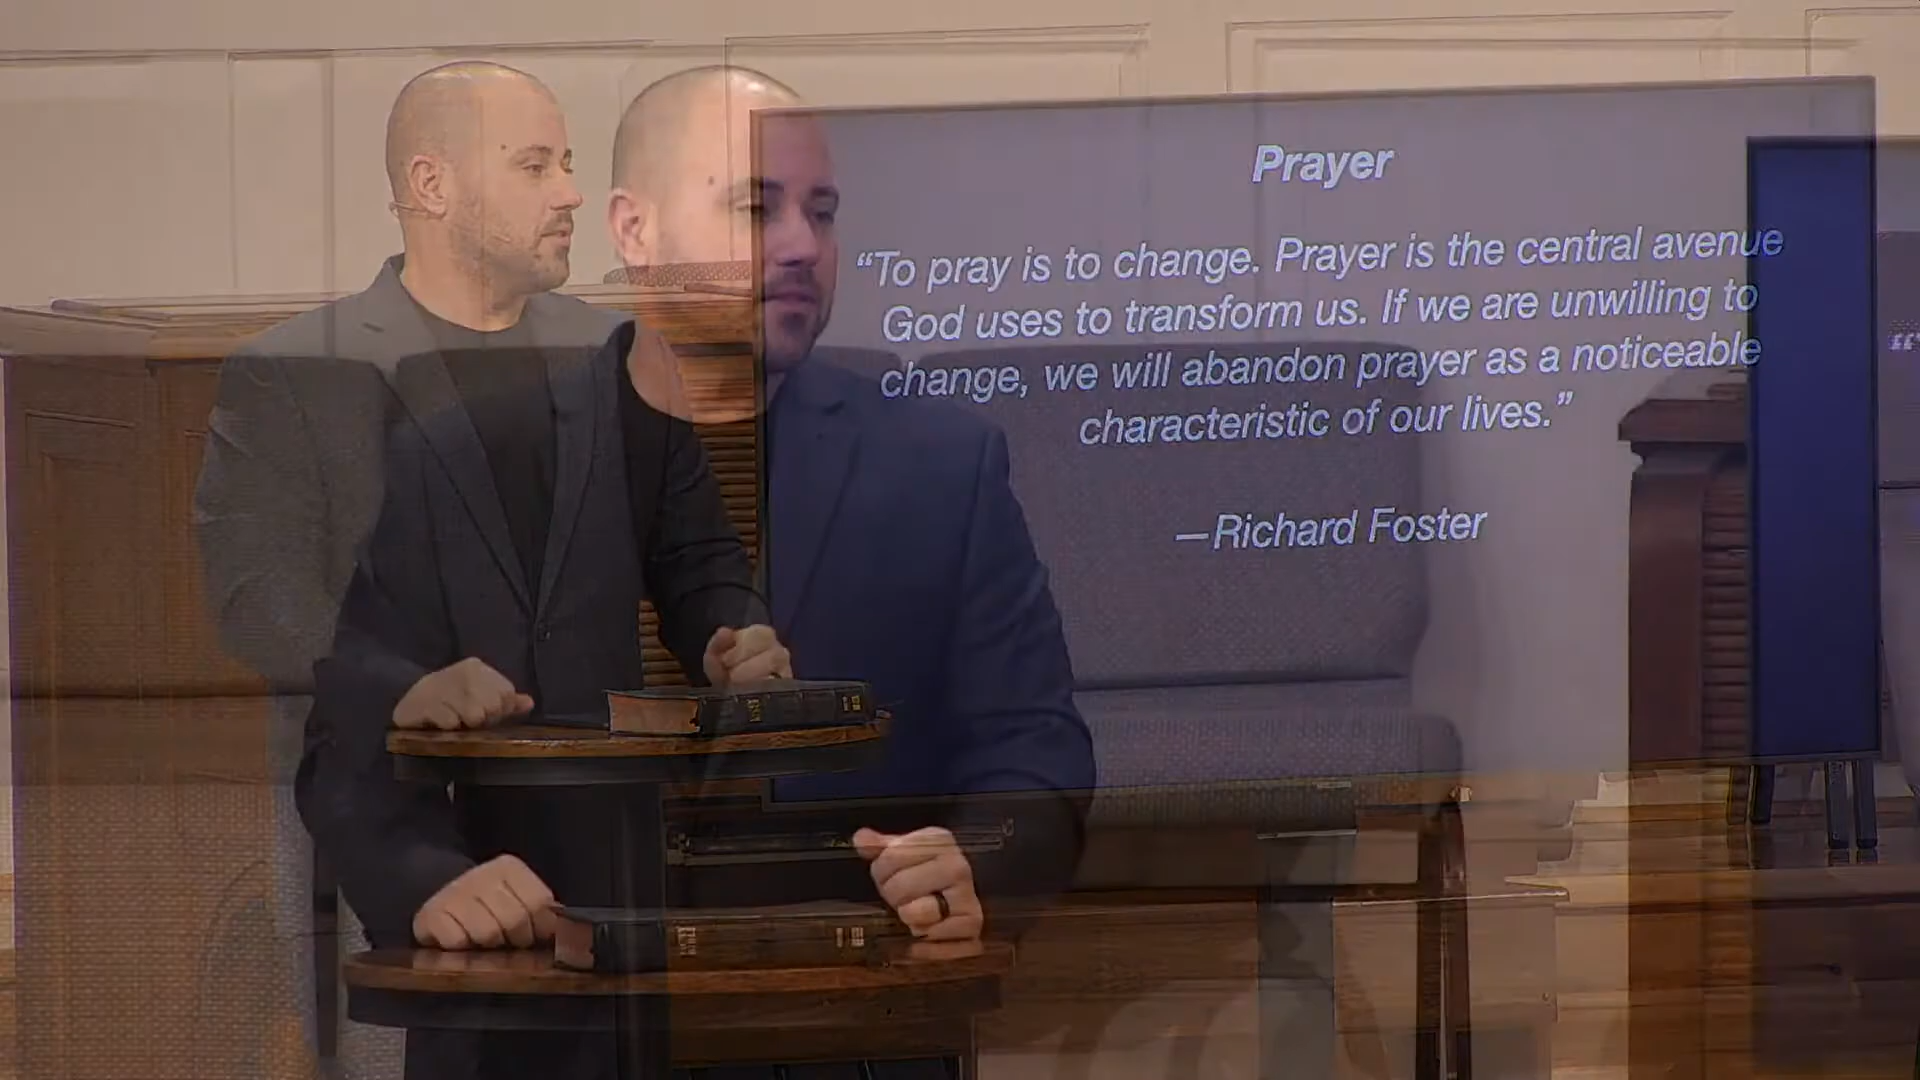 Prayer
“To pray is to change. Prayer is the central avenue
God uses to transform us. If we are unwilling to
change, we will abandon prayer as a noticeable
characteristic of our lives.”
—Richard Foster